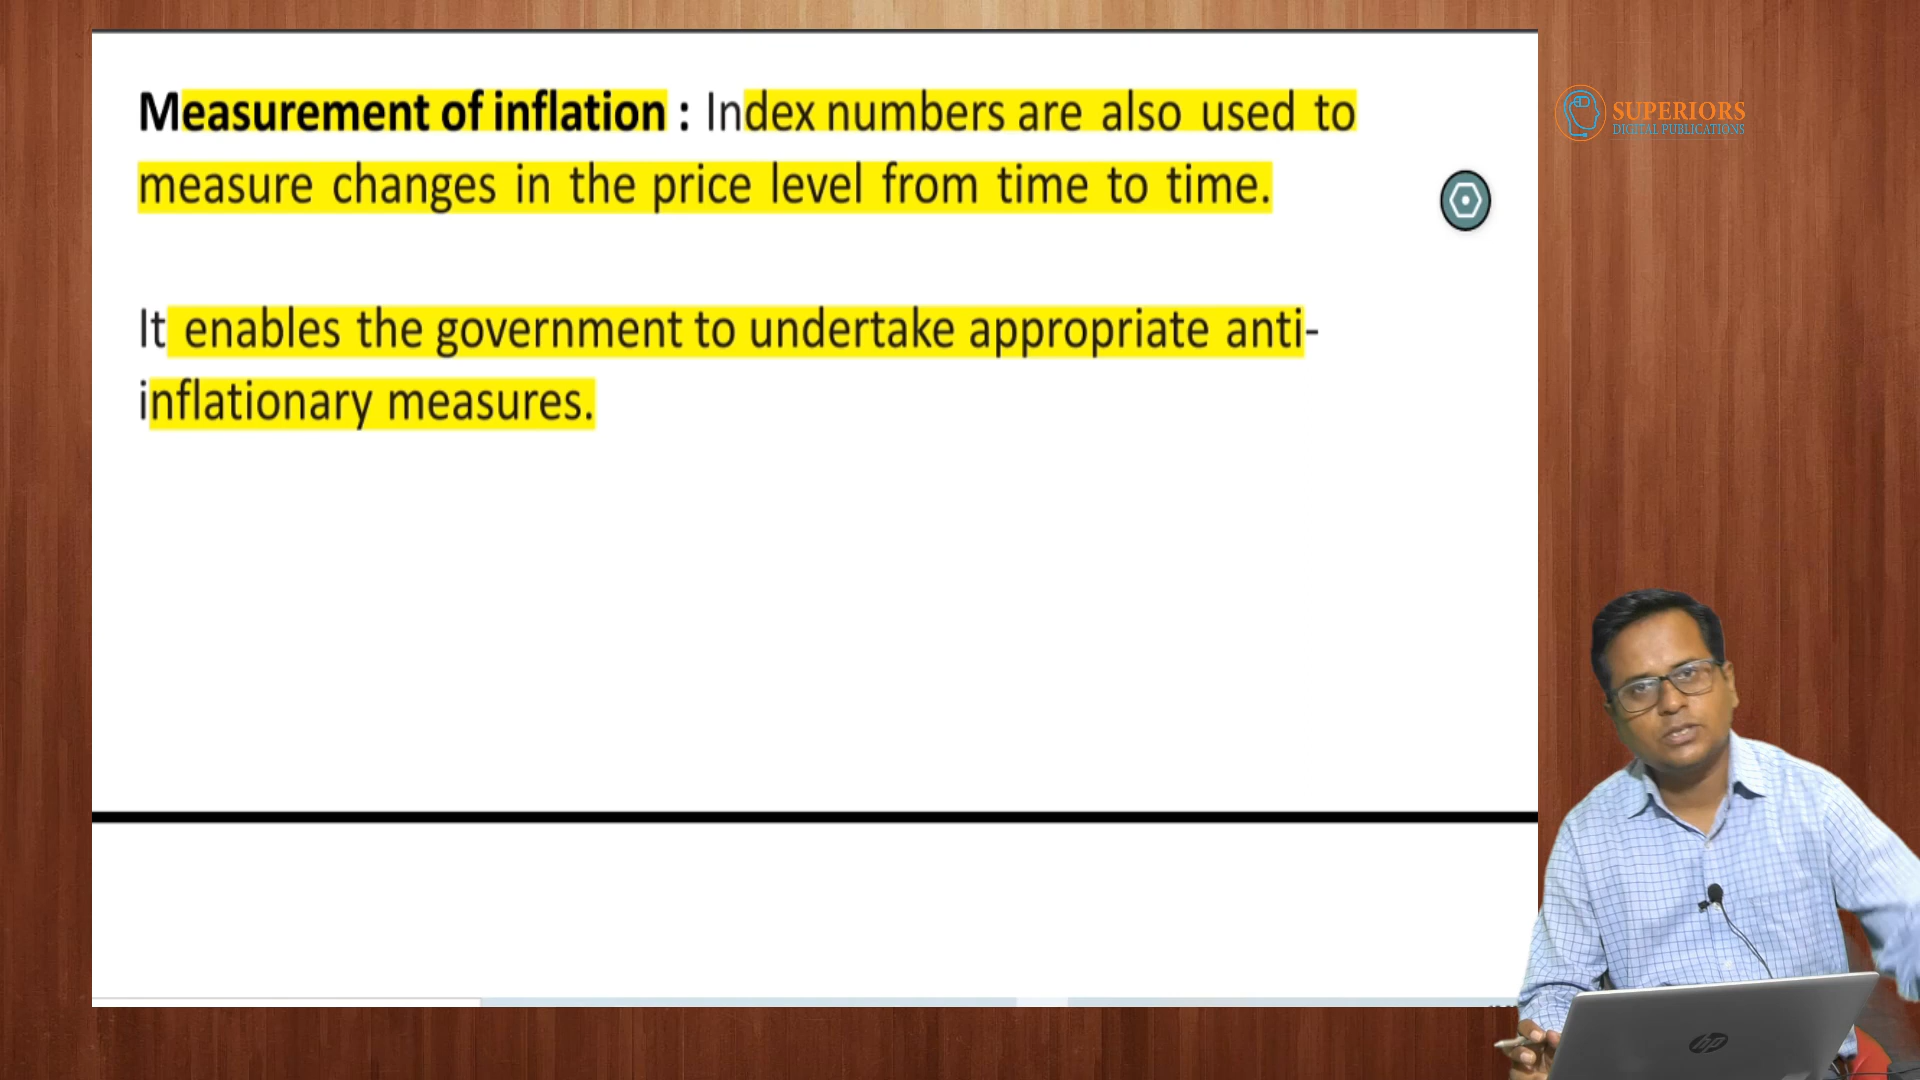 Measurement of inflation : Index numbers are also used to
measure changes in the price level from time to time.
It enables the government to undertake appropriate anti-
inflationary measures.
SUPERIORS
DIGITAL PUBLICATIONS
hp